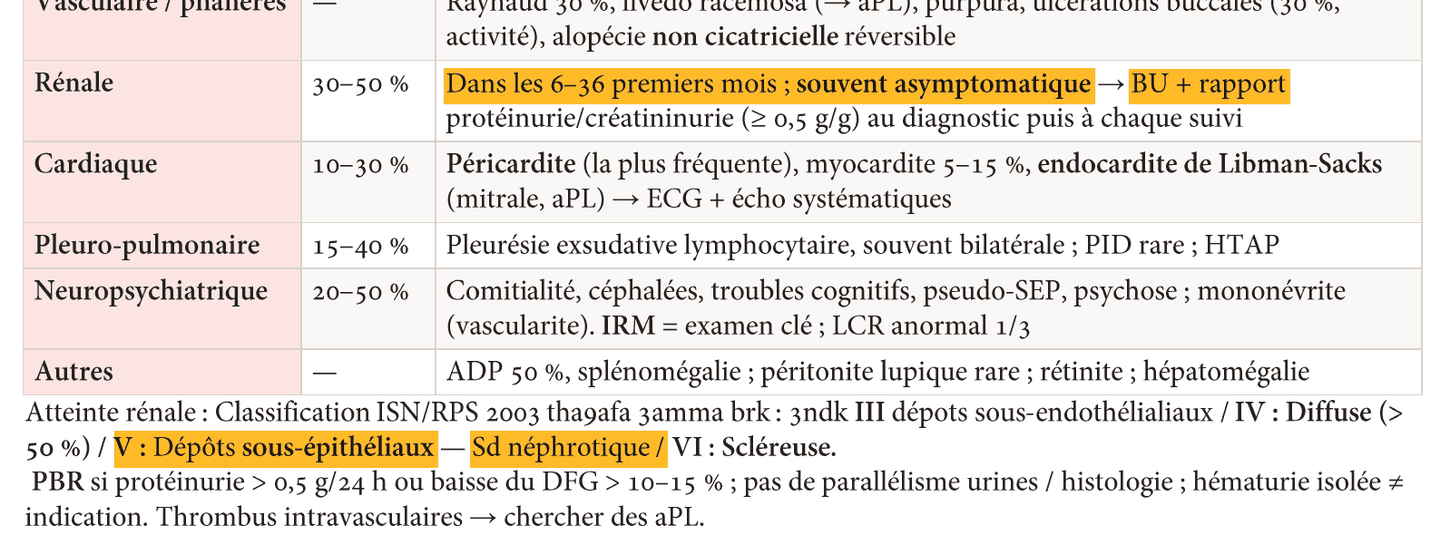 Vasculaire / phanères — Raynaud 30 %, livedo racemosa (→ aPL), purpura, ulcérations buccales (30 %,
activité), alopécie non cicatricielle réversible
Rénale 30–50 % Dans les 6–36 premiers mois ; souvent asymptomatique → BU + rapport
protéinurie/créatininurie (≥ 0,5 g/g) au diagnostic puis à chaque suivi
Cardiaque 10–30 % Péricardite (la plus fréquente), myocardite 5–15 %, endocardite de Libman-Sacks
(mitrale, aPL) → ECG + écho systématiques
Pleuro-pulmonaire 15–40 % Pleurésie exsudative lymphocytaire, souvent bilatérale ; PID rare ; HTAP
Neuropsychiatrique 20–50 % Comitialité, céphalées, troubles cognitifs, pseudo-SEP, psychose ; mononévrite
(vascularite). IRM = examen clé ; LCR anormal 1/3
Autres — ADP 50 %, splénomégalie ; péritonite lupique rare ; rétinite ; hépatomégalie
Atteinte rénale : Classification ISN/RPS 2003 tha9afa 3amma brk : 3ndk III dépots sous-endothélialiaux / IV : Diffuse (>
50 %) / V : Dépôts sous-épithéliaux — Sd néphrotique / VI : Scléreuse.
PBR si protéinurie > 0,5 g/24 h ou baisse du DFG > 10–15 % ; pas de parallélisme urines / histologie ; hématurie isolée ≠
indication. Thrombus intravasculaires → chercher des aPL.